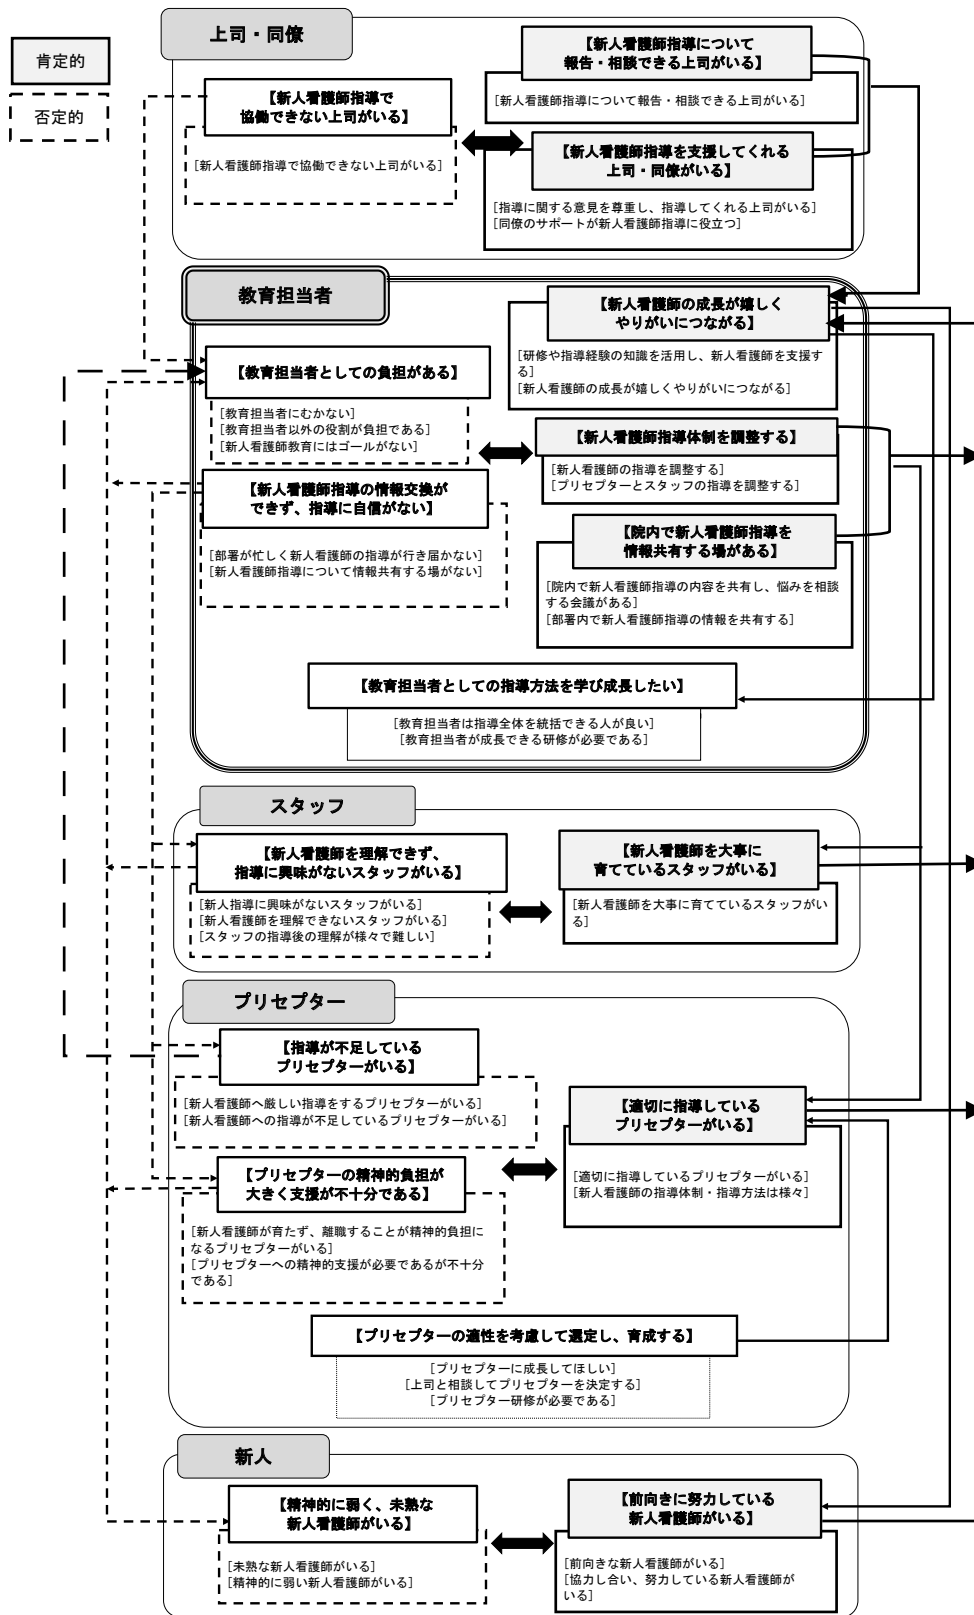 肯定的
否定的
上司・同僚
【新人看護師指導について
報告・相談できる上司がいる】
[新人看護師指導について報告・相談できる上司がいる]
【新人看護師指導で
協働できない上司がいる】
[新人看護師指導で協働できない上司がいる]
【新人看護師指導を支援してくれる
上司・同僚がいる】
[指導に関する意見を尊重し、指導してくれる上司がいる]
[同僚のサポートが新人看護師指導に役立つ]
教育担当者
【新人看護師の成長が嬉しく
やりがいにつながる】
[研修や指導経験の知識を活用し、新人看護師を支援す
る]
[新人看護師の成長が嬉しくやりがいにつながる]
【教育担当者としての負担がある】
[教育担当者にむかない]
[教育担当者以外の役割が負担である]
[新人看護師教育にはゴールがない]
【新人看護師指導体制を調整する】
[新人看護師の指導を調整する]
[プリセプターとスタッフの指導を調整する]
【新人看護師指導の情報交換が
できず、指導に自信がない】
[部署が忙しく新人看護師の指導が行き届かない]
[新人看護師指導について情報共有する場がない]
【院内で新人看護師指導を
情報共有する場がある】
[院内で新人看護師指導の内容を共有し、悩みを相談
する会議がある]
[部署内で新人看護師指導の情報を共有する]
【教育担当者としての指導方法を学び成長したい】
[教育担当者は指導全体を統括できる人が良い]
[教育担当者が成長できる研修が必要である]
スタッフ
【新人看護師を理解できず、
指導に興味がないスタッフがいる】
[新人指導に興味がないスタッフがいる]
[新人看護師を理解できないスタッフがいる]
[スタッフの指導後の理解が様々で難しい]
【新人看護師を大事に
育てているスタッフがいる】
[新人看護師を大事に育てているスタッフがい
る]
プリセプター
【指導が不足している
プリセプターがいる】
[新人看護師へ厳しい指導をするプリセプターがいる]
[新人看護師への指導が不足しているプリセプターがいる]
【適切に指導している
プリセプターがいる】
[適切に指導しているプリセプターがいる]
[新人看護師の指導体制・指導方法は様々]
【プリセプターの精神的負担が
大きく支援が不十分である】
[新人看護師が育たず、離職することが精神的負担に
なるプリセプターがいる]
[プリセプターへの精神的支援が必要であるが不十分
である]
【プリセプターの適性を考慮して選定し、育成する】
[プリセプターに成長してほしい]
[上司と相談してプリセプターを決定する]
[プリセプター研修が必要である]
新人
【精神的に弱く、未熟な
新人看護師がいる】
[未熟な新人看護師がいる]
[精神的に弱い新人看護師がいる]
【前向きに努力している
新人看護師がいる】
[前向きな新人看護師がいる]
[協力し合い、努力している新人看護師が
いる]